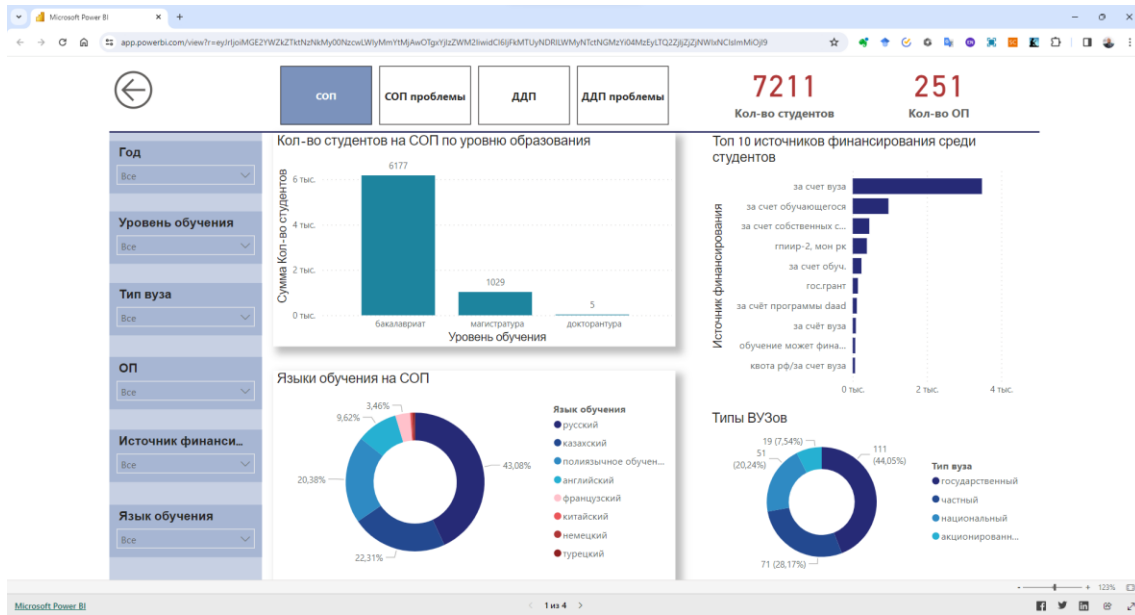 Microsoft Power BI
СОП
СОП проблемы
ДДП
ДДП проблемы
7211
Кол-во студентов
251
Кол-во ОП
Год
Все
Уровень обучения
Все
Тип вуза
Все
ОП
Все
Источник финанси...
Все
Язык обучения
Все
Кол-во студентов на СОП по уровню образования
Сумма Кол-во студентов
6 тыс.
4 тыс.
2 тыс.
0 тыс.
6177
1029
5
бакалавриат
магистратура
докторантура
Уровень обучения
Топ 10 источников финансирования среди
студентов
Источник финансирования
за счет вуза
за счет обучающегося
за счет собственных с...
гпиир-2, мон рк
за счет обуч.
гос.грант
за счёт программы daad
за счёт вуза
обучение может фина...
квота рф/за счет вуза
0 тыс.
2 тыс.
4 тыс.
Языки обучения на СОП
3,46%
9,62%
20,38%
22,31%
43,08%
Язык обучения
русский
казахский
полиязычное обучен...
английский
французский
китайский
немецкий
турецкий
Типы ВУЗов
19 (7,54%)
51
(20,24%)
71 (28,17%)
111
(44,05%)
Тип вуза
государственный
частный
национальный
акционированн...
123%
Microsoft Power BI
1 из 4